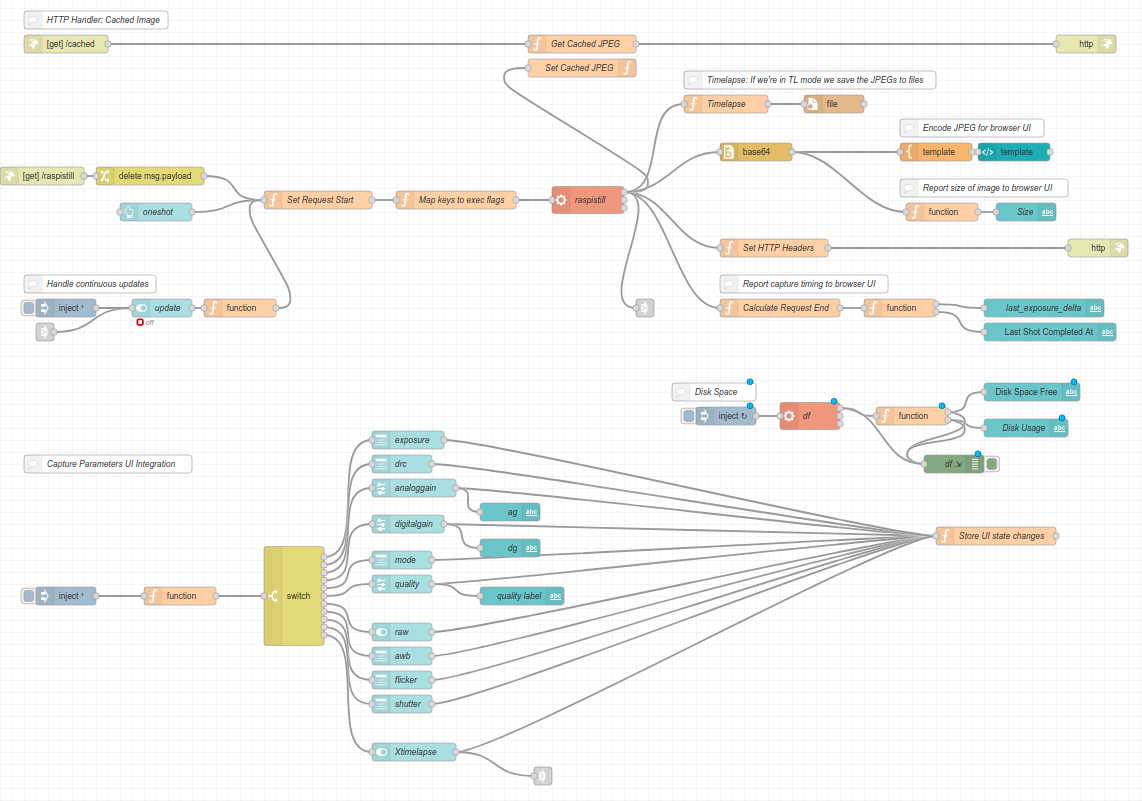 HTTP Handler: Cached Image
[get] /cached
Get Cached JPEG
http
Set Cached JPEG
Timelapse: If we're in TL mode we save the JPEGs to files
Timelapse
file
Encode JPEG for browser UI
base64
template
template
[get] /raspistill
delete msg.payload
Report size of image to browser UI
Set Request Start
Map keys to exec flags
raspistill
oneshot
function
Size
abc
Set HTTP Headers
http
Handle continuous updates
Report capture timing to browser UI
inject ¹
update
function
off
Calculate Request End
function
last_exposure_delta
abc
Last Shot Completed At
abc
Disk Space
Disk Space Free
abc
inject ↻
df
function
Disk Usage
abc
exposure
Capture Parameters UI Integration
drc
df
analoggain
ag
abc
digitalgain
Store UI state changes
dg
abc
mode
quality
inject ¹
function
switch
quality label
abc
raw
awb
flicker
shutter
Xtimelapse